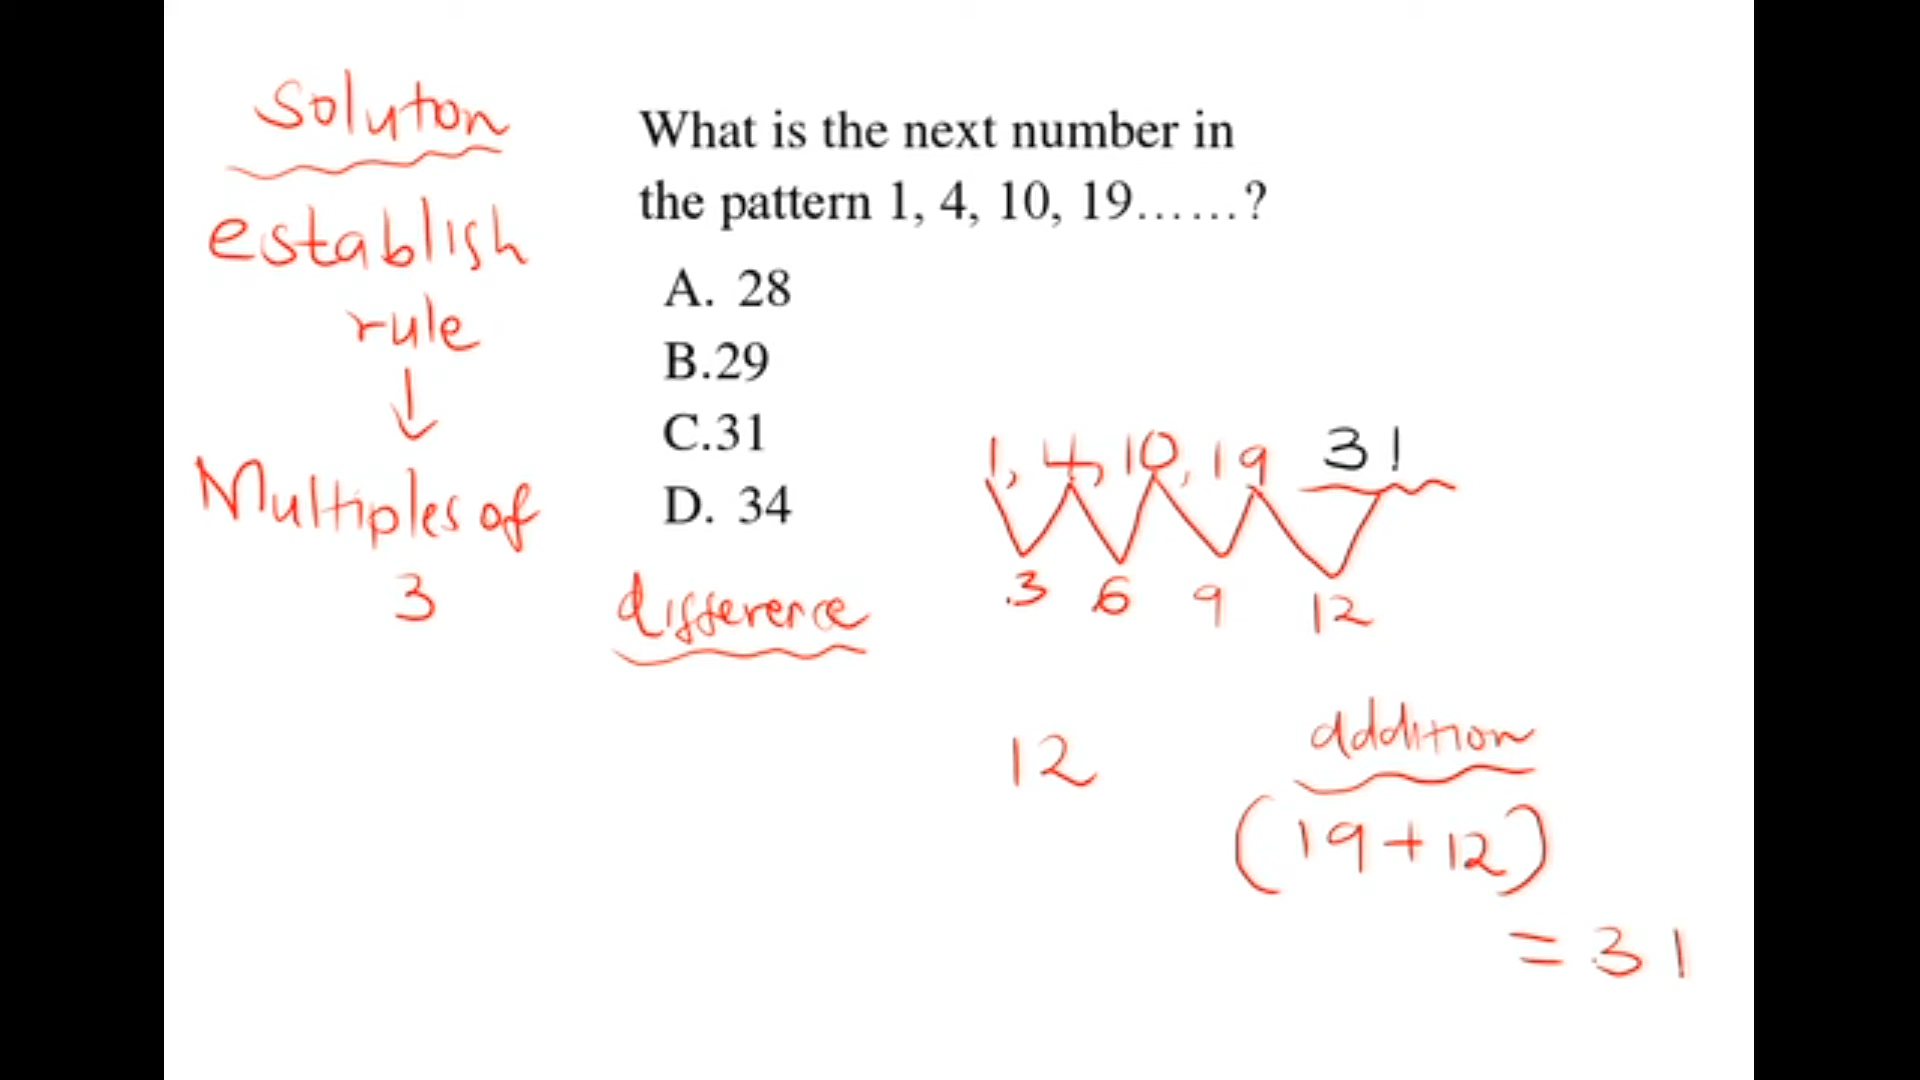 Soluton
establish
rule
Multiples of
3
What is the next number in
the pattern 1, 4, 10, 19......?
A. 28
B.29
C.31
D. 34
difference
1, 4, 10, 19 31
3 6 9 12
12
addition
(19+12)
= 31